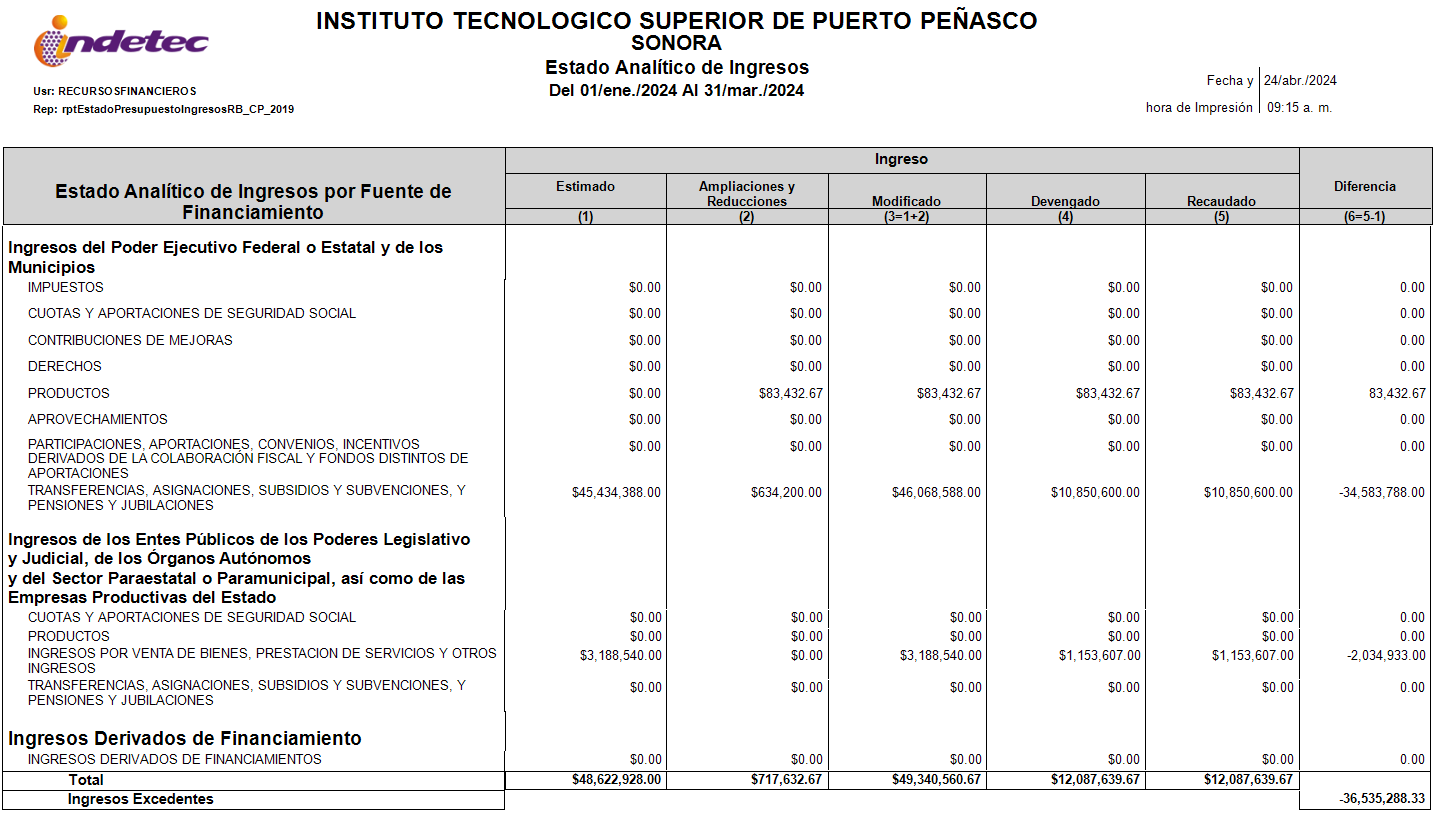 indetec
INSTITUTO TECNOLOGICO SUPERIOR DE PUERTO PEÑASCO
SONORA
Estado Analítico de Ingresos
Del 01/ene./2024 Al 31/mar./2024
Usr: RECURSOSFINANCIEROS
Rep: rptEstadoPresupuestoIngresosRB_CP_2019
Fecha y 24/abr./2024
hora de Impresión 09:15 a. m.
Estado Analítico de Ingresos por Fuente de
Financiamiento
Ingreso
Estimado Ampliaciones y Reducciones Modificado Devengado Recaudado Diferencia
(1) (2) (3=1+2) (4) (5) (6=5-1)
Ingresos del Poder Ejecutivo Federal o Estatal y de los
Municipios
IMPUESTOS $0.00 $0.00 $0.00 $0.00 $0.00 0.00
CUOTAS Y APORTACIONES DE SEGURIDAD SOCIAL $0.00 $0.00 $0.00 $0.00 $0.00 0.00
CONTRIBUCIONES DE MEJORAS $0.00 $0.00 $0.00 $0.00 $0.00 0.00
DERECHOS $0.00 $0.00 $0.00 $0.00 $0.00 0.00
PRODUCTOS $0.00 $83,432.67 $83,432.67 $83,432.67 $83,432.67 83,432.67
APROVECHAMIENTOS $0.00 $0.00 $0.00 $0.00 $0.00 0.00
PARTICIPACIONES, APORTACIONES, CONVENIOS, INCENTIVOS $0.00 $0.00 $0.00 $0.00 $0.00 0.00
DERIVADOS DE LA COLABORACIÓN FISCAL Y FONDOS DISTINTOS DE
APORTACIONES
TRANSFERENCIAS, ASIGNACIONES, SUBSIDIOS Y SUBVENCIONES, Y $45,434,388.00 $634,200.00 $46,068,588.00 $10,850,600.00 $10,850,600.00 -34,583,788.00
PENSIONES Y JUBILACIONES
Ingresos de los Entes Públicos de los Poderes Legislativo
y Judicial, de los Órganos Autónomos
y del Sector Paraestatal o Paramunicipal, así como de las
Empresas Productivas del Estado
CUOTAS Y APORTACIONES DE SEGURIDAD SOCIAL $0.00 $0.00 $0.00 $0.00 $0.00 0.00
PRODUCTOS $0.00 $0.00 $0.00 $0.00 $0.00 0.00
INGRESOS POR VENTA DE BIENES, PRESTACION DE SERVICIOS Y OTROS $3,188,540.00 $0.00 $3,188,540.00 $1,153,607.00 $1,153,607.00 -2,034,933.00
INGRESOS
TRANSFERENCIAS, ASIGNACIONES, SUBSIDIOS Y SUBVENCIONES, Y $0.00 $0.00 $0.00 $0.00 $0.00 0.00
PENSIONES Y JUBILACIONES
Ingresos Derivados de Financiamiento
INGRESOS DERIVADOS DE FINANCIAMIENTOS $0.00 $0.00 $0.00 $0.00 $0.00 0.00
Total $48,622,928.00 $717,632.67 $49,340,560.67 $12,087,639.67 $12,087,639.67
Ingresos Excedentes -36,535,288.33